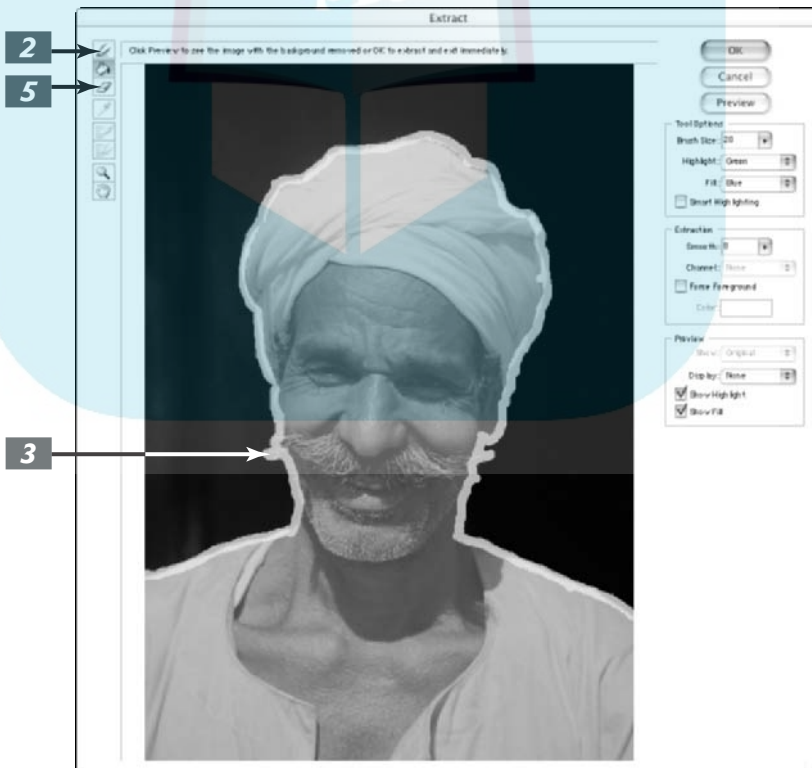 Extract
2
Click Preview to see the image with the background removed or OK to extract and exit immediately.
5
OK
Cancel
Preview
Tool Options
Brush Size: 20
Highlight: Green
Fill: Blue
Smart Highlighting
Extraction
Smooth: 0
Channel: None
Force Foreground
Color:
Preview
Show: Original
Display: None
Show Highlight
Show Fill
3